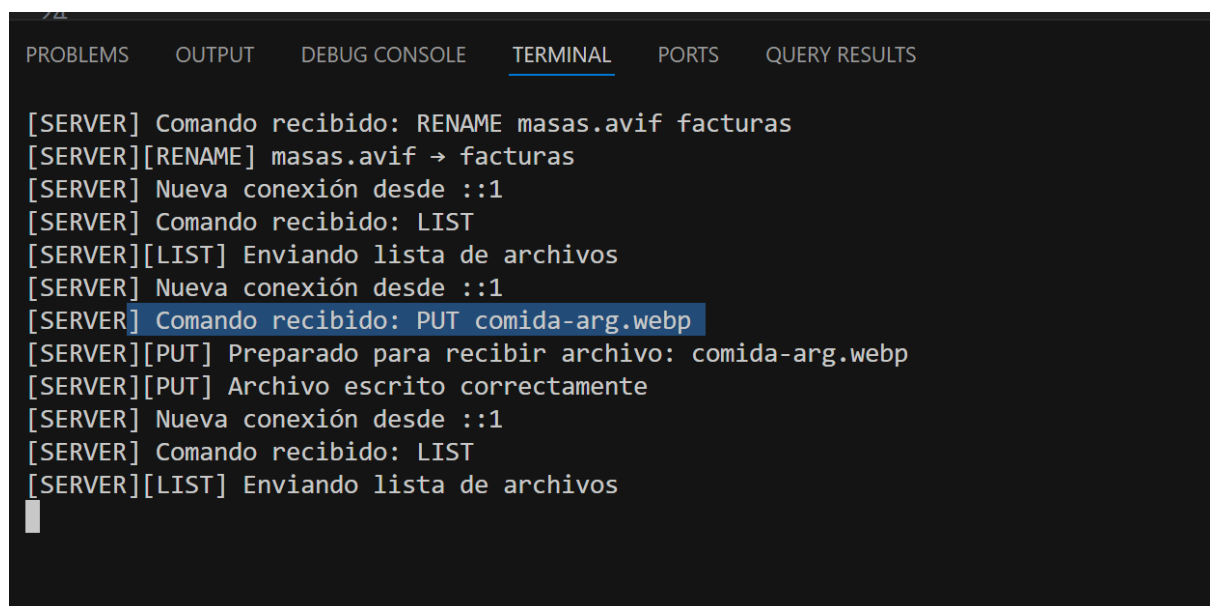 PROBLEMS OUTPUT DEBUG CONSOLE TERMINAL PORTS QUERY RESULTS
[SERVER] Comando recibido: RENAME masas.avif facturas
[SERVER][RENAME] masas.avif → facturas
[SERVER] Nueva conexión desde ::1
[SERVER] Comando recibido: LIST
[SERVER][LIST] Enviando lista de archivos
[SERVER] Nueva conexión desde ::1
[SERVER] Comando recibido: PUT comida-arg.webp
[SERVER][PUT] Preparado para recibir archivo: comida-arg.webp
[SERVER][PUT] Archivo escrito correctamente
[SERVER] Nueva conexión desde ::1
[SERVER] Comando recibido: LIST
[SERVER][LIST] Enviando lista de archivos